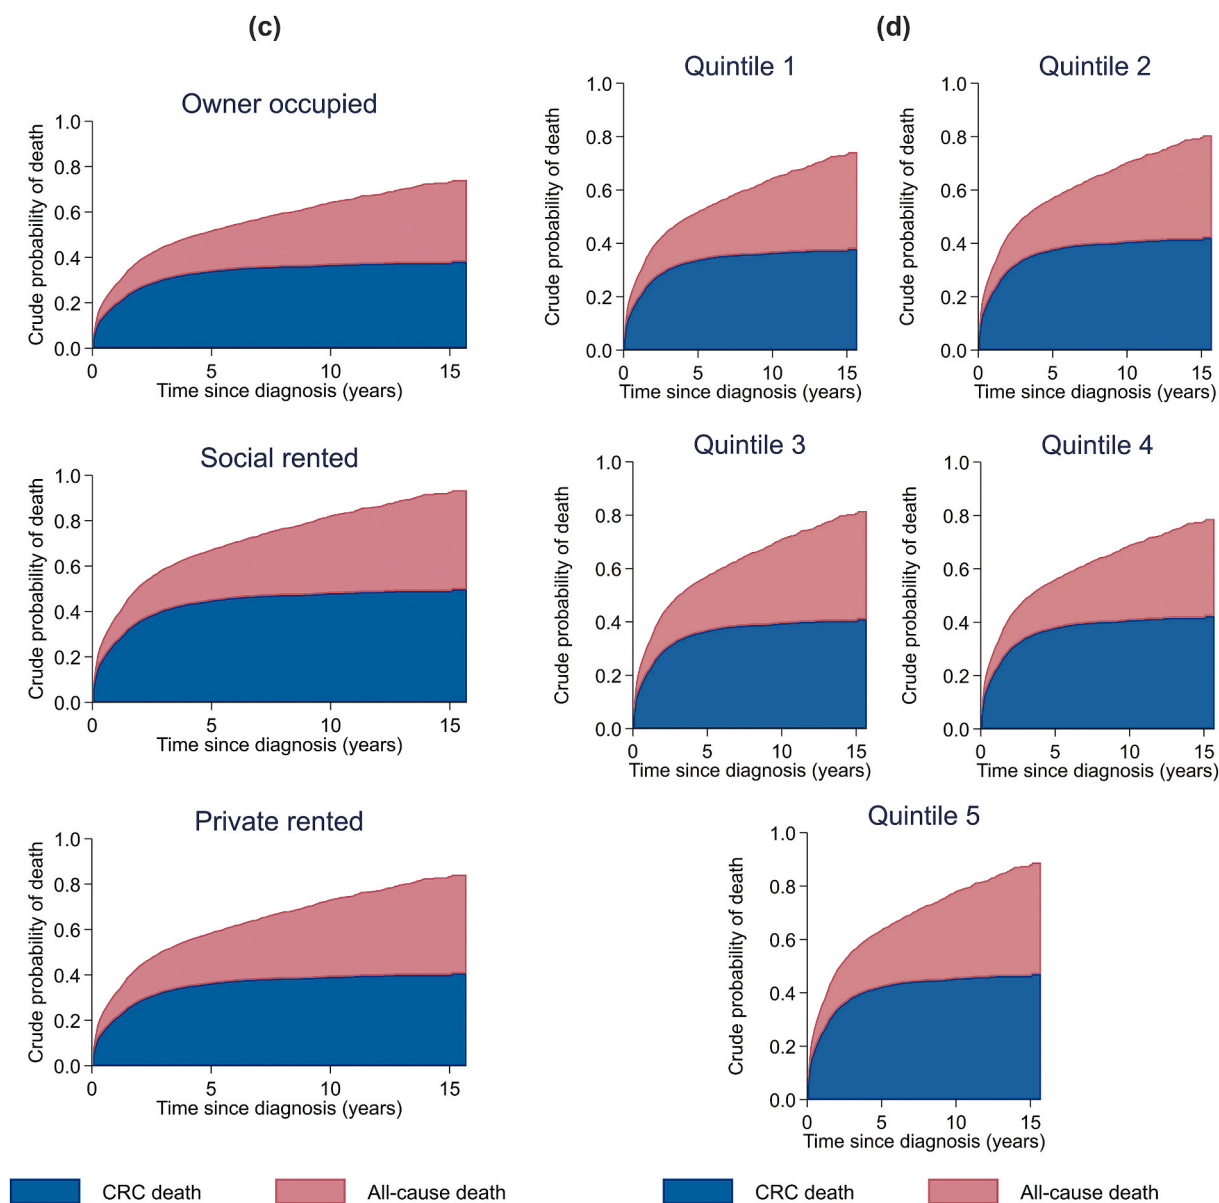 (c)
Owner occupied
Crude probability of death
1.0
0.8
0.6
0.4
0.2
0.0
0 5 10 15
Time since diagnosis (years)
Social rented
Crude probability of death
1.0
0.8
0.6
0.4
0.2
0.0
0 5 10 15
Time since diagnosis (years)
Private rented
Crude probability of death
1.0
0.8
0.6
0.4
0.2
0.0
0 5 10 15
Time since diagnosis (years)
CRC death All-cause death
(d)
Quintile 1
Crude probability of death
1.0
0.8
0.6
0.4
0.2
0.0
0 5 10 15
Time since diagnosis (years)
Quintile 2
Crude probability of death
1.0
0.8
0.6
0.4
0.2
0.0
0 5 10 15
Time since diagnosis (years)
Quintile 3
Crude probability of death
1.0
0.8
0.6
0.4
0.2
0.0
0 5 10 15
Time since diagnosis (years)
Quintile 4
Crude probability of death
1.0
0.8
0.6
0.4
0.2
0.0
0 5 10 15
Time since diagnosis (years)
Quintile 5
Crude probability of death
1.0
0.8
0.6
0.4
5.2
0.0
0 5 10 15
Time since diagnosis (years)
CRC death All-cause death